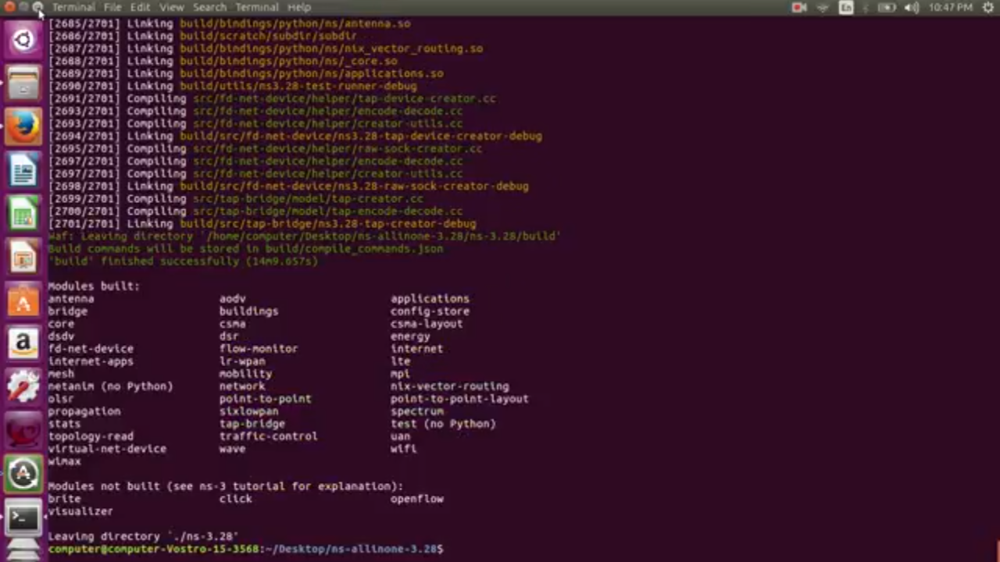 Terminal File Edit View Search Terminal Help En 10:47 PM
[2685/2701] Linking build/bindings/python/ns/antenna.so
[2686/2701] Linking build/scratch/subdir/subdir
[2687/2701] Linking build/bindings/python/ns/nix_vector_routing.so
[2688/2701] Linking build/bindings/python/ns/_core.so
[2689/2701] Linking build/bindings/python/ns/applications.so
[2690/2701] Linking build/utils/ns3.28-test-runner-debug
[2691/2701] Compiling src/fd-net-device/helper/tap-device-creator.cc
[2693/2701] Compiling src/fd-net-device/helper/encode-decode.cc
[2693/2701] Compiling src/fd-net-device/helper/creator-utils.cc
[2694/2701] Linking build/src/fd-net-device/ns3.28-tap-device-creator-debug
[2695/2701] Compiling src/fd-net-device/helper/raw-sock-creator.cc
[2697/2701] Compiling src/fd-net-device/helper/encode-decode.cc
[2697/2701] Compiling src/fd-net-device/helper/creator-utils.cc
[2698/2701] Linking build/src/fd-net-device/ns3.28-raw-sock-creator-debug
[2699/2701] Compiling src/tap-bridge/model/tap-creator.cc
[2700/2701] Compiling src/tap-bridge/model/tap-encode-decode.cc
[2701/2701] Linking build/src/tap-bridge/ns3.28-tap-creator-debug
Waf: Leaving directory `/home/computer/Desktop/ns-allinone-3.28/ns-3.28/build'
Build commands will be stored in build/compile_commands.json
'build' finished successfully (14m9.657s)
Modules built:
antenna aodv applications
bridge buildings config-store
core csma csma-layout
dsdv dsr energy
fd-net-device flow-monitor internet
internet-apps lr-wpan lte
mesh mobility mpi
netanim (no Python) network nix-vector-routing
olsr point-to-point point-to-point-layout
propagation sixlowpan spectrum
stats tap-bridge test (no Python)
topology-read traffic-control uan
virtual-net-device wave wifi
wimax
Modules not built (see ns-3 tutorial for explanation):
brite click openflow
visualizer
Leaving directory `./ns-3.28'
computer@computer-Vostro-15-3568:~/Desktop/ns-allinone-3.28$